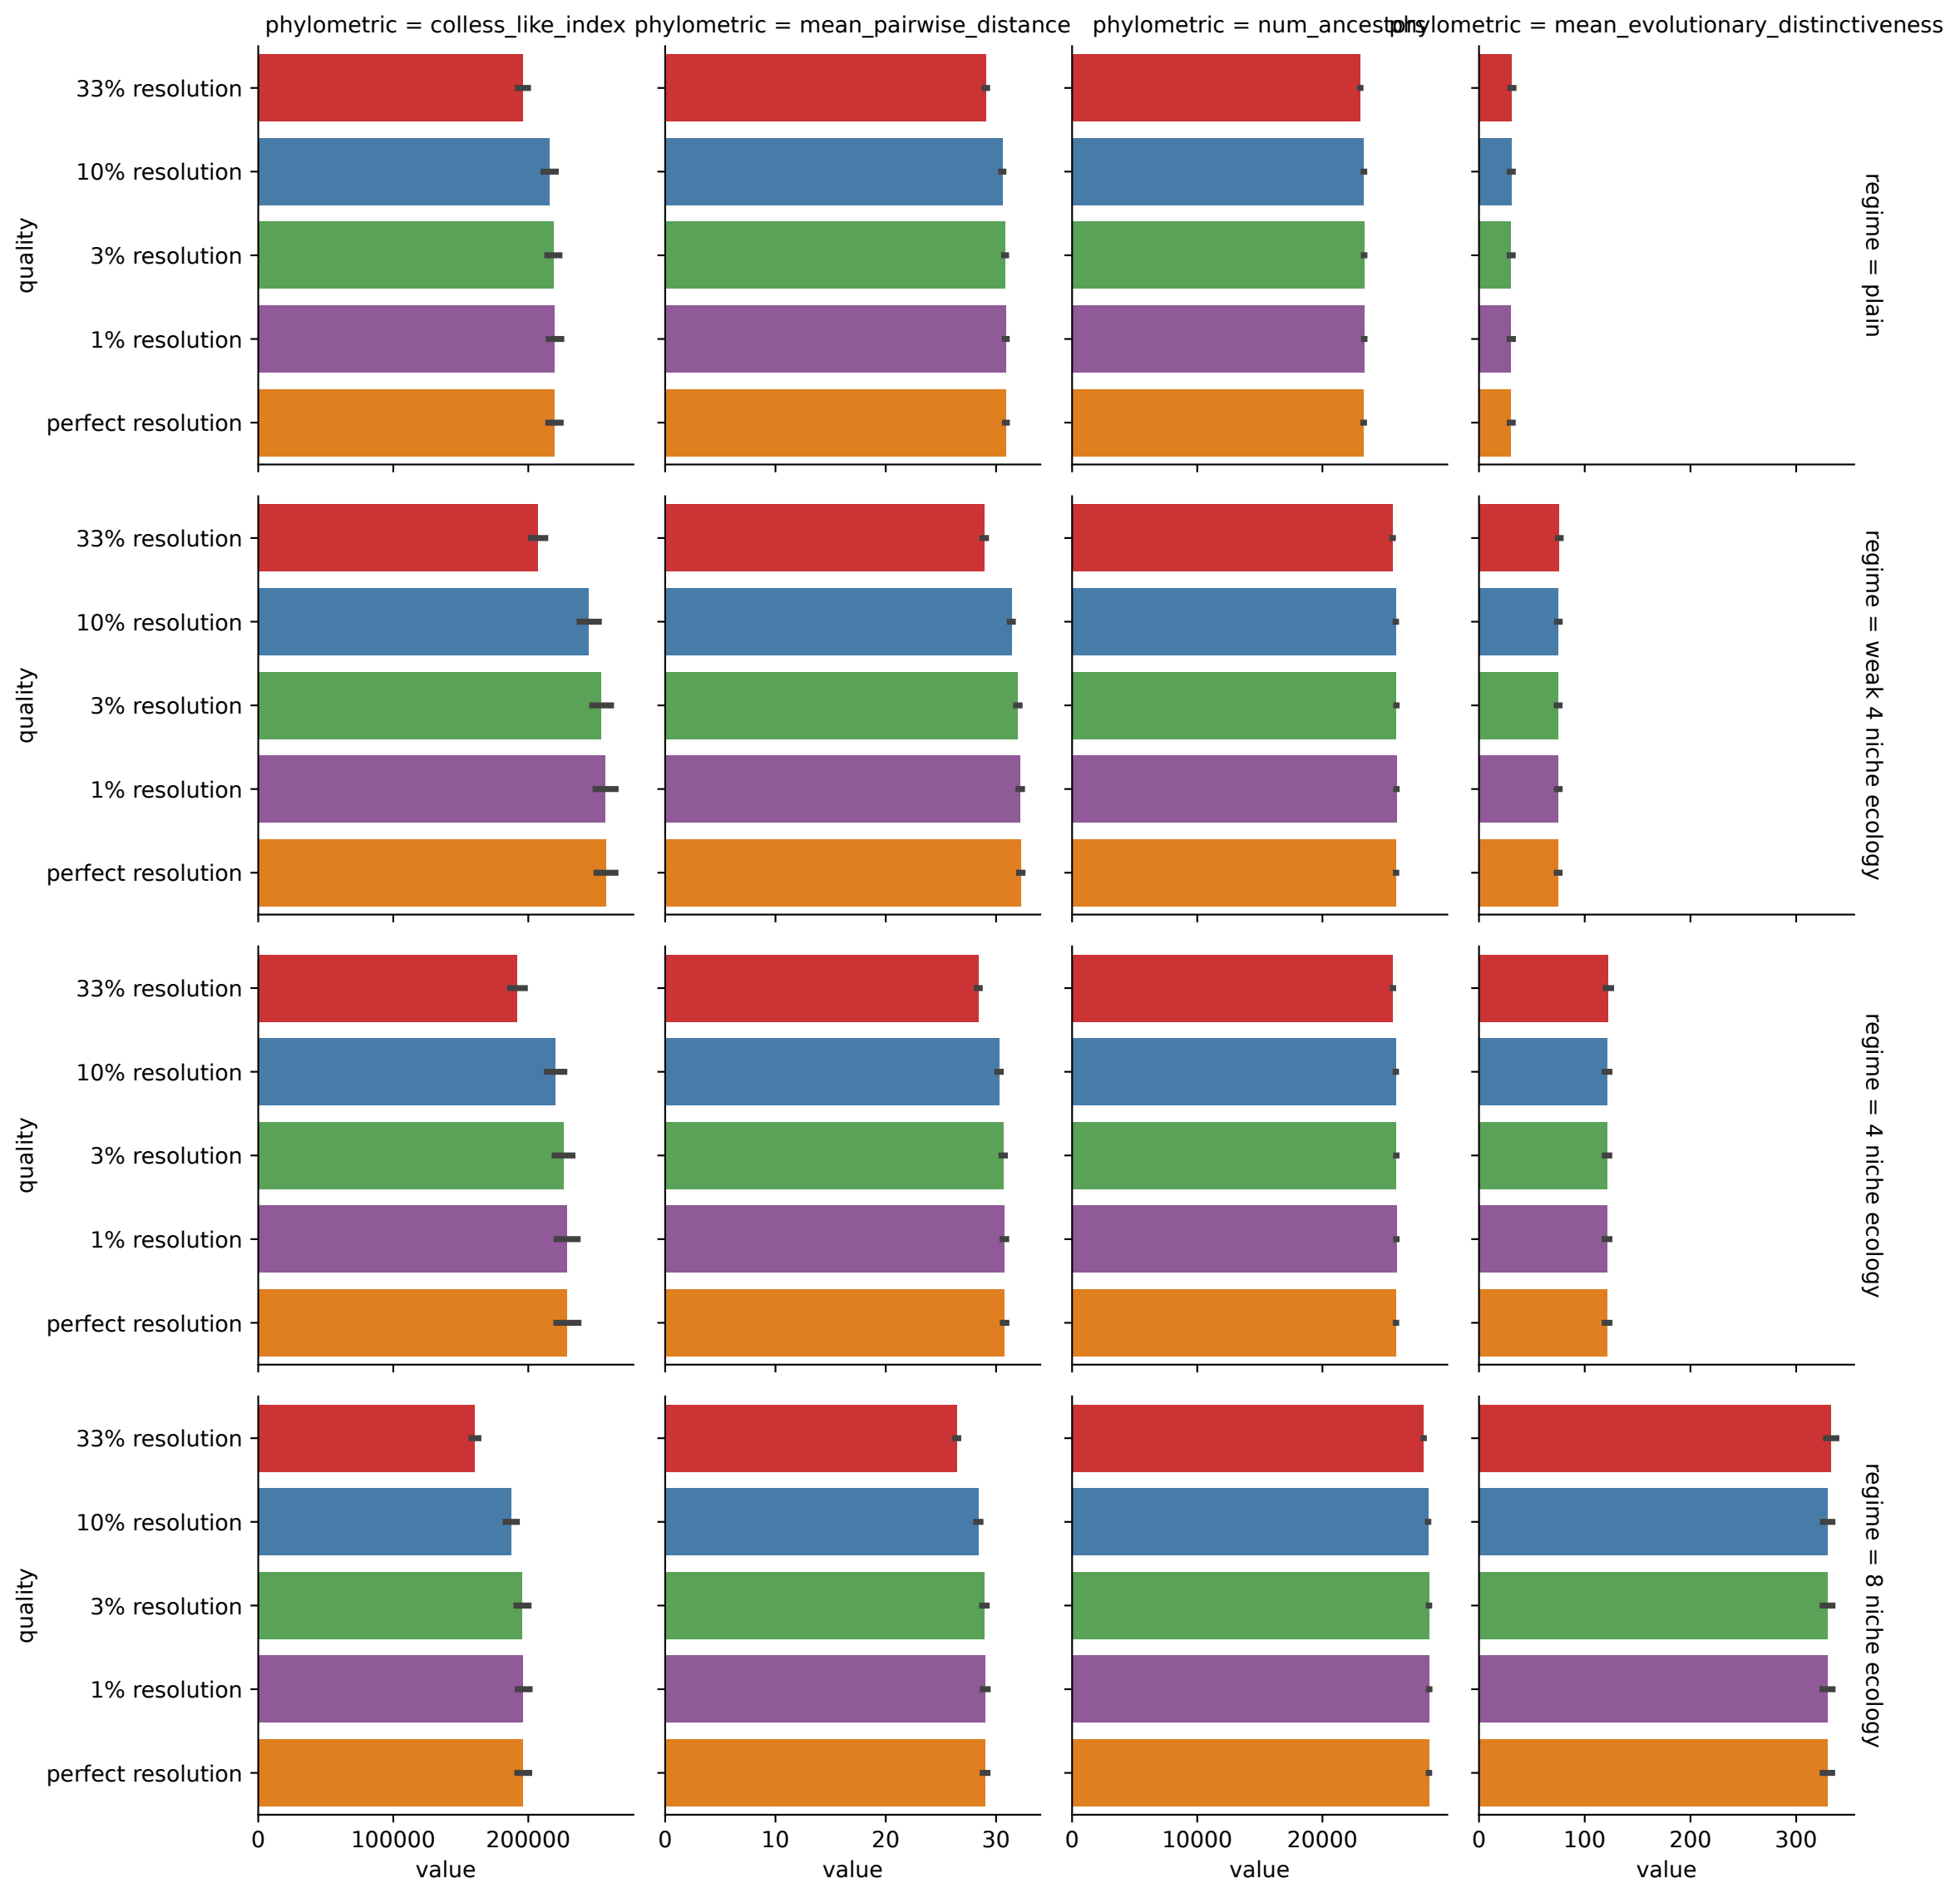 phylometric = colless_like_index
phylometric = mean_pairwise_distance
phylometric = num_ancestors
phylometric = mean_evolutionary_distinctiveness
quality
33% resolution
10% resolution
3% resolution
1% resolution
perfect resolution
regime = plain
quality
33% resolution
10% resolution
3% resolution
1% resolution
perfect resolution
regime = weak 4 niche ecology
quality
33% resolution
10% resolution
3% resolution
1% resolution
perfect resolution
regime = 4 niche ecology
quality
33% resolution
10% resolution
3% resolution
1% resolution
perfect resolution
regime = 8 niche ecology
0 100000 200000
0 10 20 30
0 10000 20000
0 100 200 300
value
value
value
value